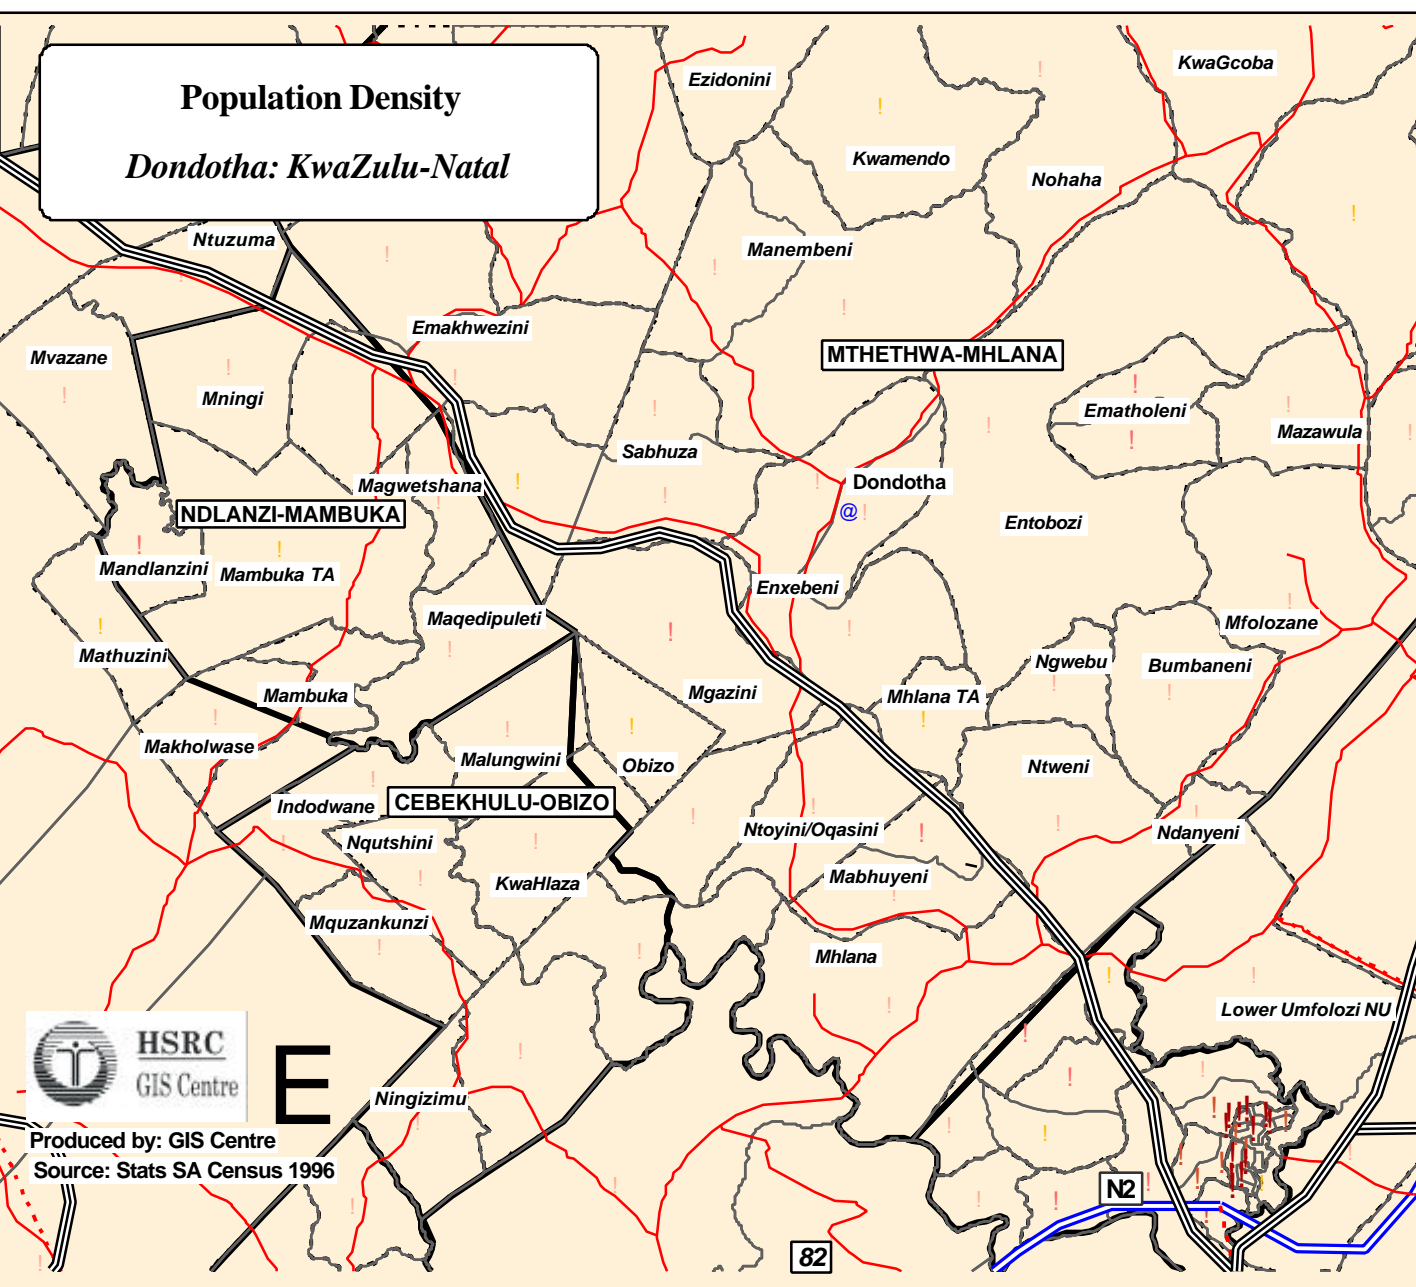 Population Density
Dondotha: KwaZulu-Natal
Ezidonini
KwaGcoba
Kwamendo
Nohaha
Ntuzuma
Manembeni
Emakhwezini
MTHETHWA-MHLANA
Mvazane
Mningi
Ematholeni
Mazawula
Sabhuza
Magwetshana
Dondotha
@
NDLANZI-MAMBUKA
Entobozi
Mandlanzini
Mambuka TA
Enxebeni
Maqedipuleti
Mfolozane
Mathuzini
Ngwebu
Bumbaneni
Mambuka
Mgazini
Mhlana TA
Makholwase
Malungwini
Obizo
Ntweni
Indodwane
CEBEKHULU-OBIZO
Nqutshini
Ntoyini/Oqasini
Ndanyeni
KwaHlaza
Mabhuyeni
Mquzankunzi
Mhlana
Lower Umfolozi NU
HSRC
GIS Centre
E
Ningizimu
Produced by: GIS Centre
Source: Stats SA Census 1996
N2
82